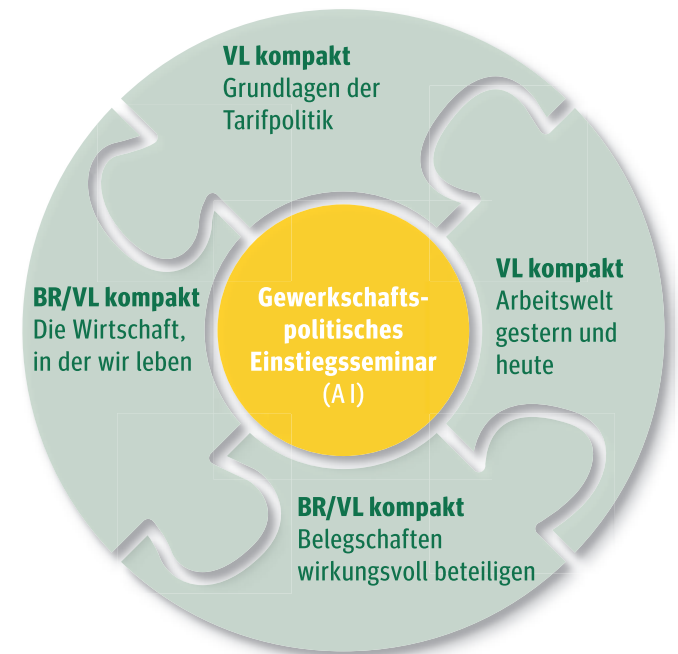 VL kompakt
Grundlagen der
Tarifpolitik
VL kompakt
Arbeitswelt
gestern und
heute
BR/VL kompakt
Die Wirtschaft,
in der wir leben
Gewerkschafts-
politisches
Einstiegsseminar
(A I)
BR/VL kompakt
Belegschaften
wirkungsvoll beteiligen